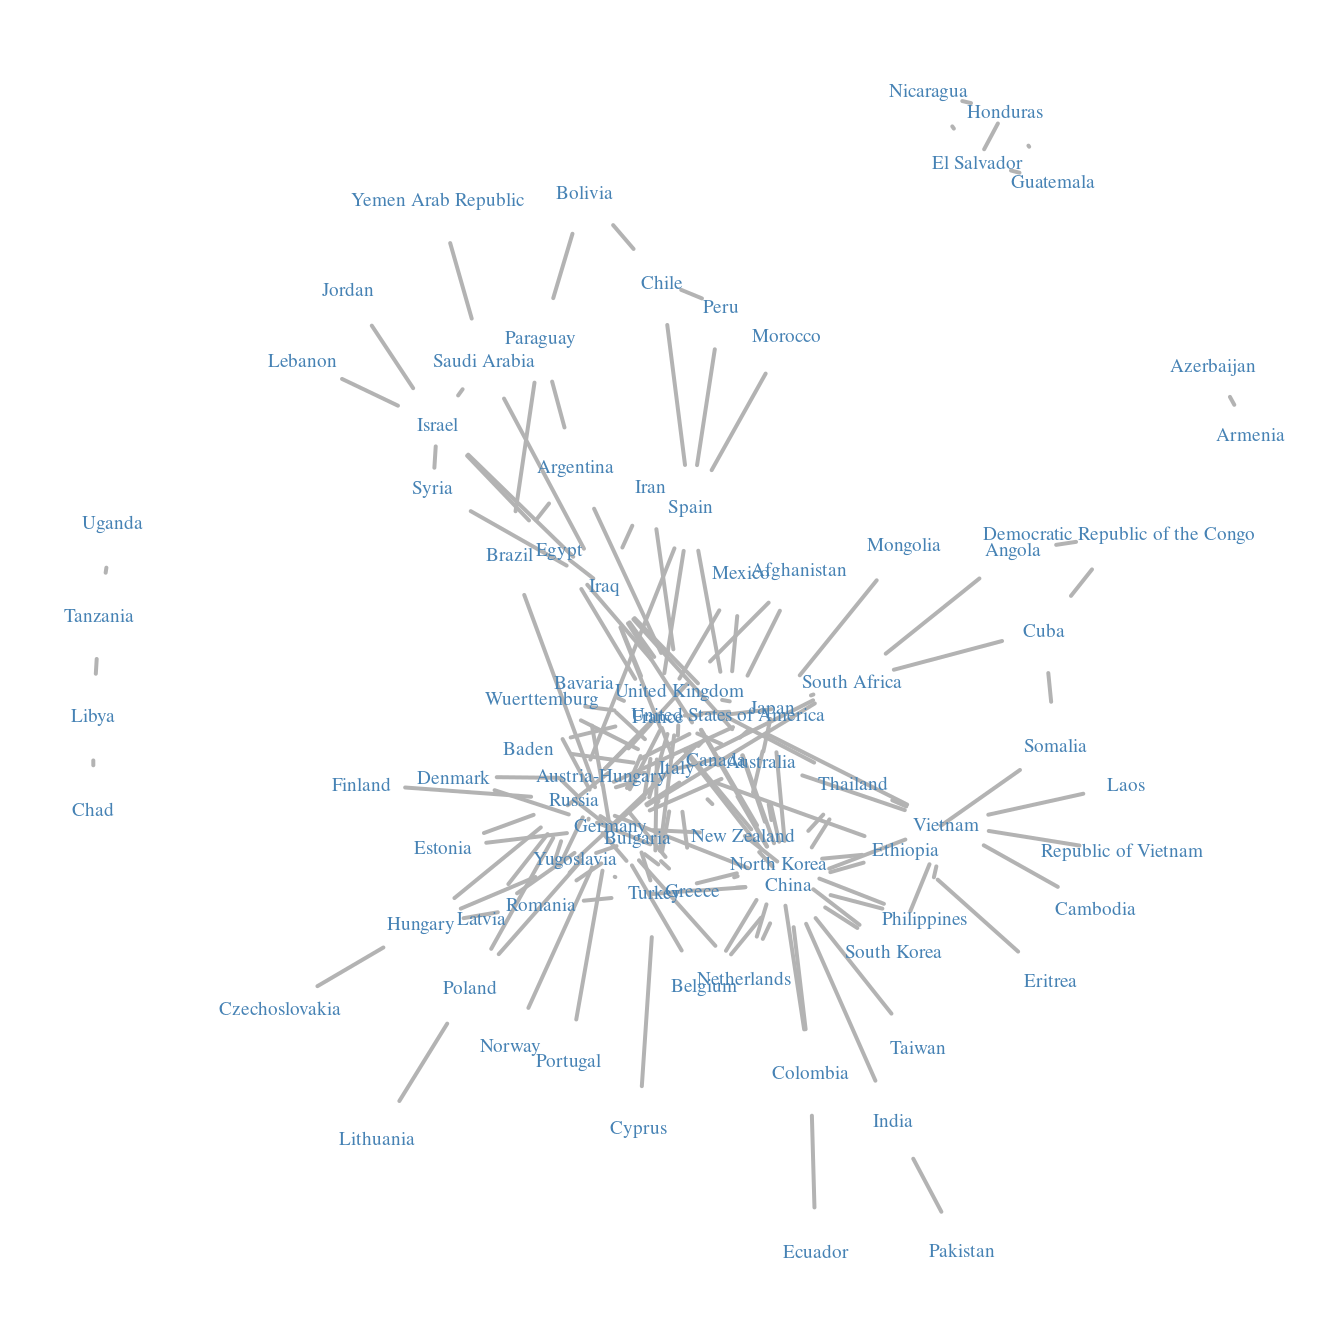 Nicaragua
Honduras
El Salvador
Guatemala
Yemen Arab Republic
Bolivia
Jordan
Chile
Peru
Paraguay
Morocco
Lebanon
Saudi Arabia
Azerbaijan
Israel
Armenia
Argentina
Syria
Iran
Spain
Uganda
Democratic Republic of the Congo
Mongolia
Angola
Brazil
Egypt
Mexico
Afghanistan
Iraq
Tanzania
Cuba
Bavaria
South Africa
Wuerttemburg
United Kingdom
Japan
Libya
France
United States of America
Baden
Somalia
Canada
Australia
Italy
Austria-Hungary
Finland
Denmark
Thailand
Laos
Russia
Chad
Germany
Vietnam
Bulgaria
New Zealand
Estonia
Ethiopia
Republic of Vietnam
Yugoslavia
North Korea
China
Turkey
Greece
Romania
Cambodia
Hungary
Latvia
Philippines
South Korea
Netherlands
Belgium
Eritrea
Poland
Czechoslovakia
Norway
Taiwan
Portugal
Colombia
India
Cyprus
Lithuania
Ecuador
Pakistan